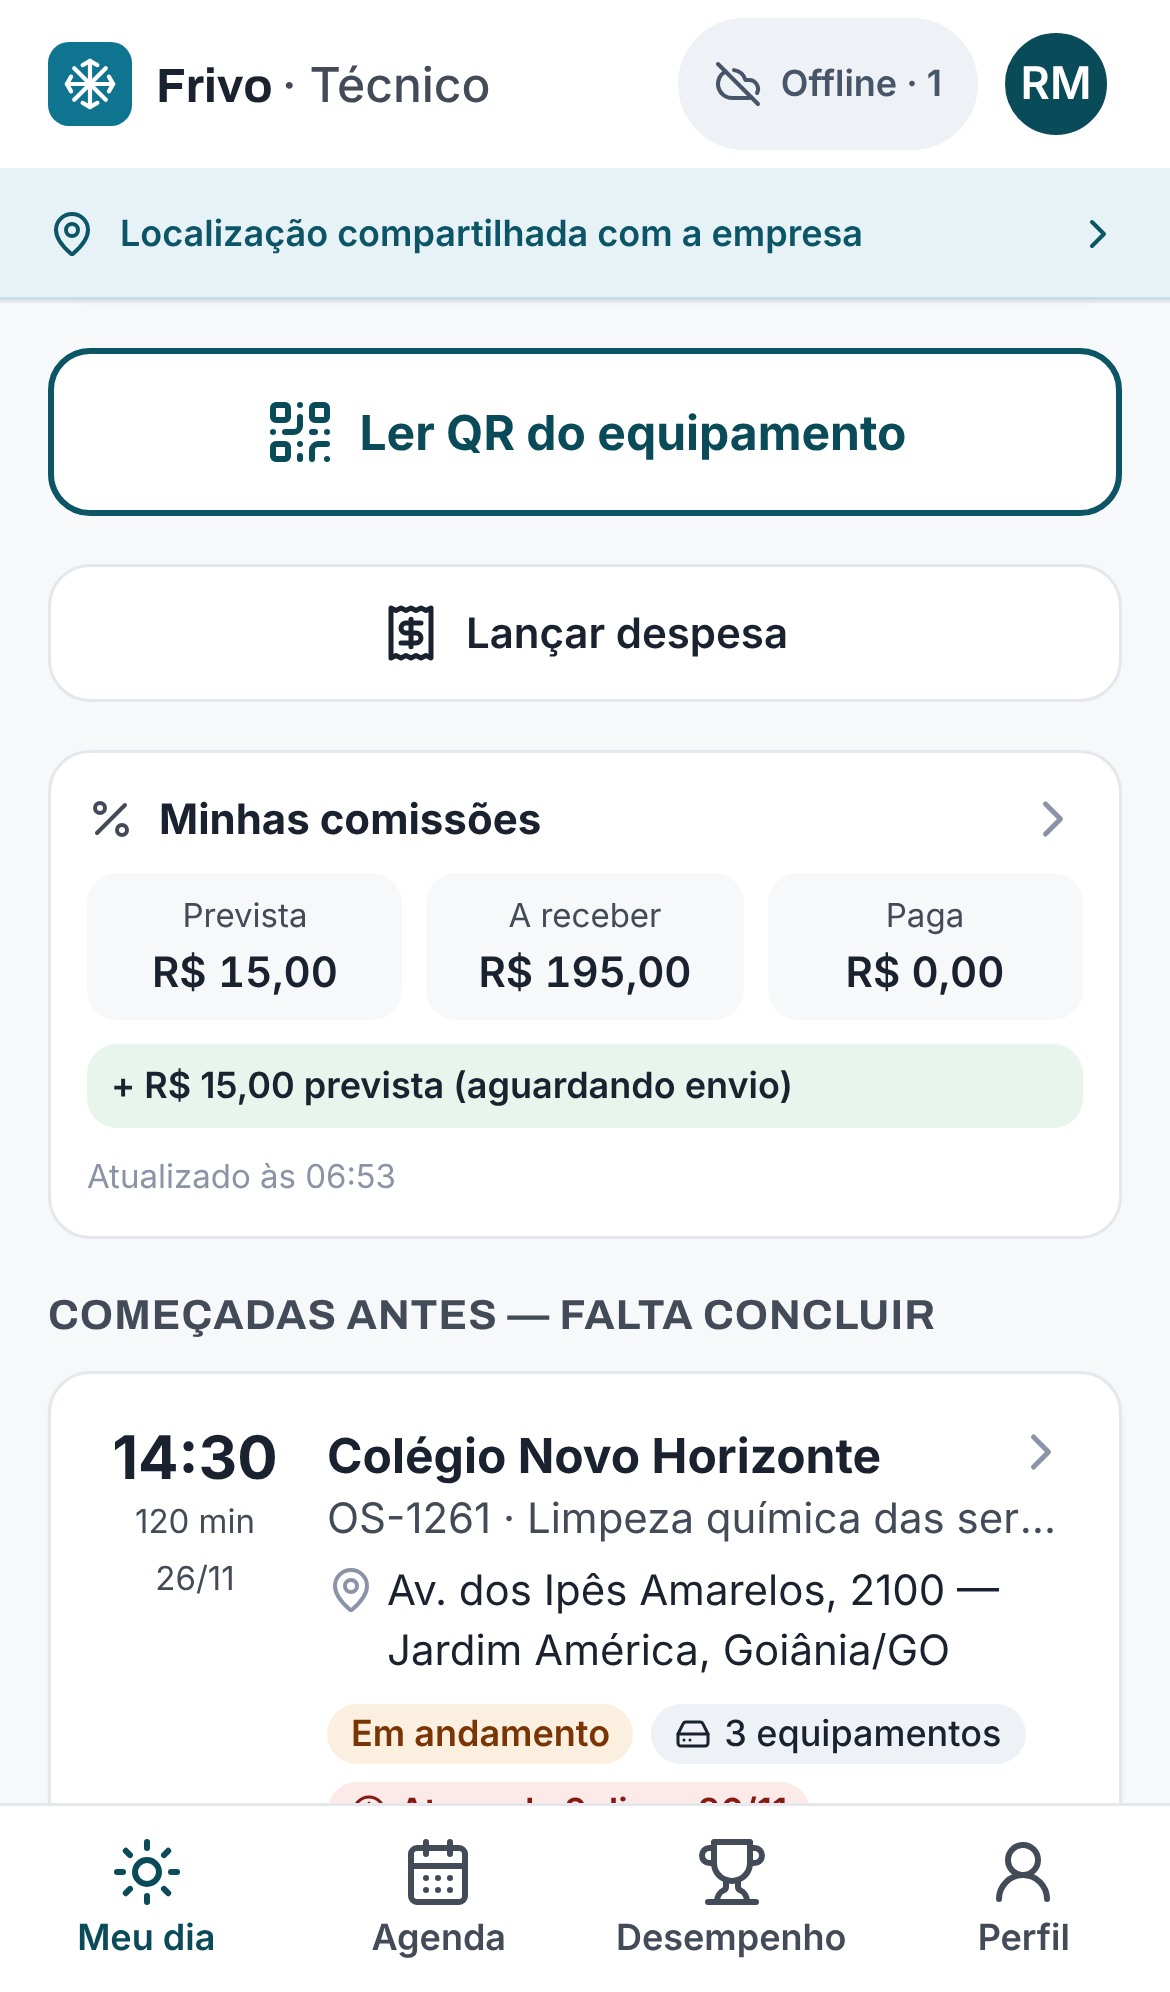 Frivo · Técnico
Offline · 1
RM
Localização compartilhada com a empresa
Ler QR do equipamento
Lançar despesa
Minhas comissões
Prevista
R$ 15,00
A receber
R$ 195,00
Paga
R$ 0,00
+ R$ 15,00 prevista (aguardando envio)
Atualizado às 06:53
COMEÇADAS ANTES — FALTA CONCLUIR
14:30
120 min
26/11
Colégio Novo Horizonte
OS-1261 · Limpeza química das ser...
Av. dos Ipês Amarelos, 2100 —
Jardim América, Goiânia/GO
Em andamento
3 equipamentos
Meu dia
Agenda
Desempenho
Perfil